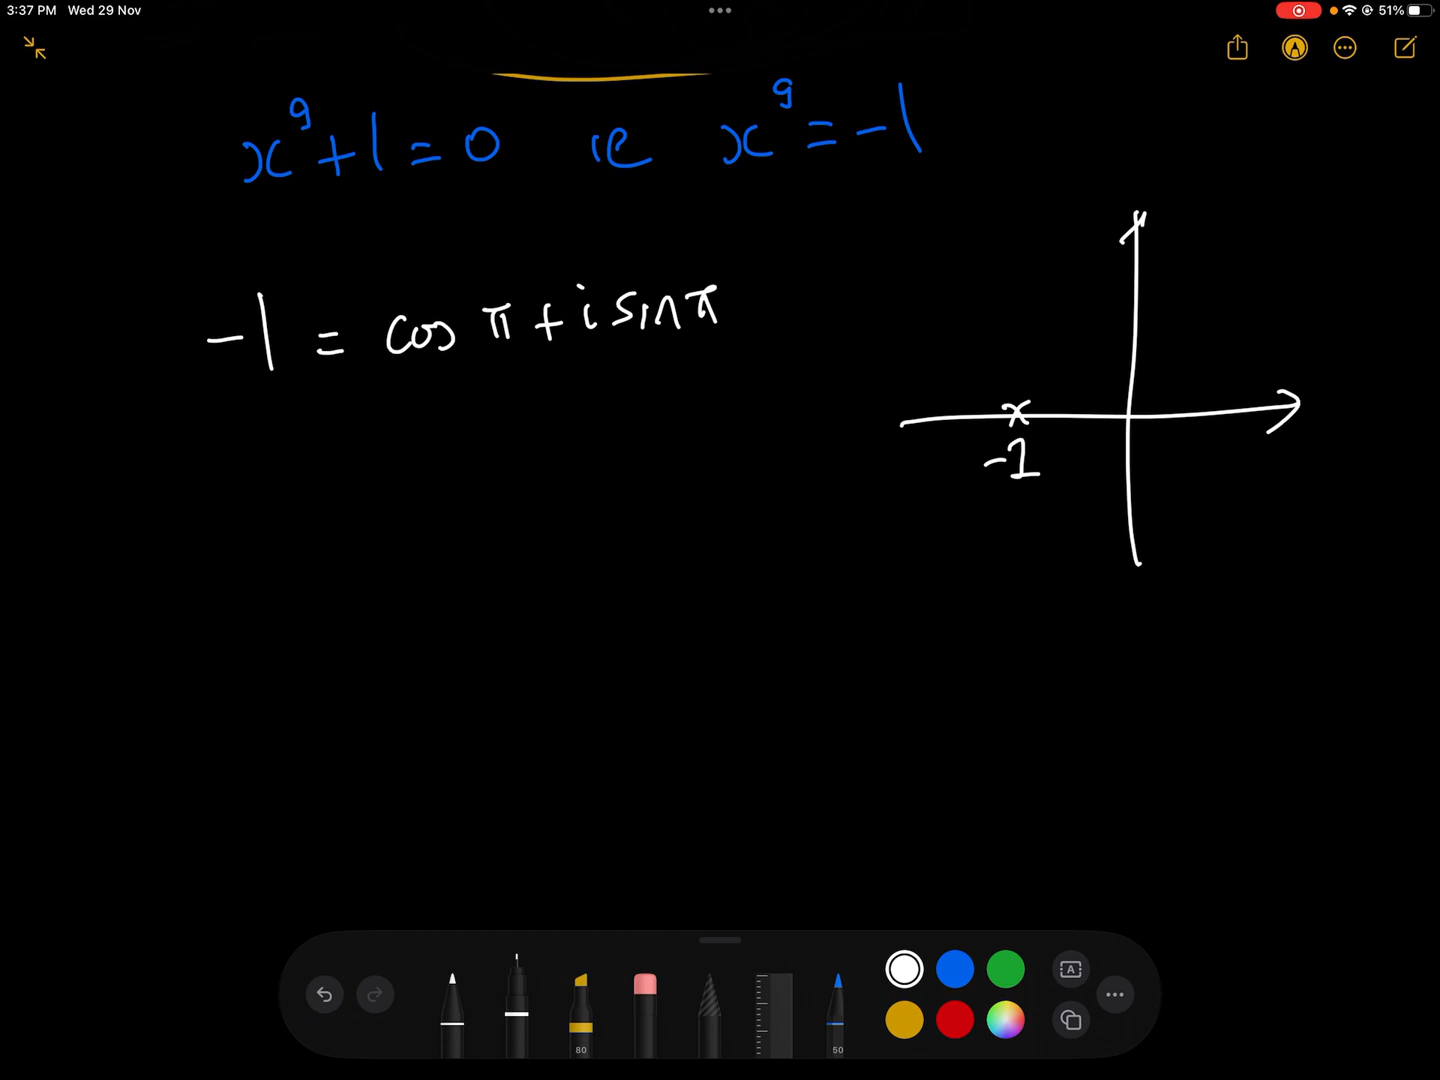 3:37 PM Wed 29 Nov
51%
x⁹+1=0 ie x⁹=-1
-1 = cos π + i sin π
x
-1
80
50
A